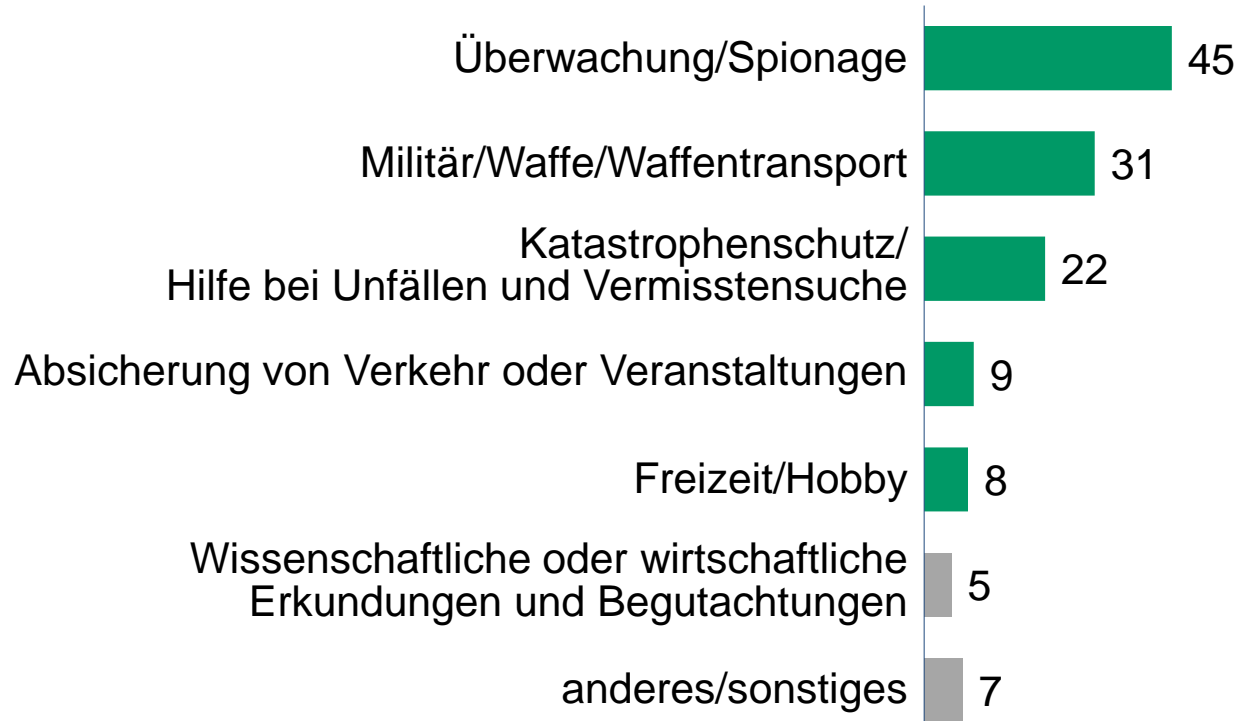 Überwachung/Spionage 45
Militär/Waffe/Waffentransport 31
Katastrophenschutz/
Hilfe bei Unfällen und Vermisstensuche 22
Absicherung von Verkehr oder Veranstaltungen 9
Freizeit/Hobby 8
Wissenschaftliche oder wirtschaftliche
Erkundungen und Begutachtungen 5
anderes/sonstiges 7